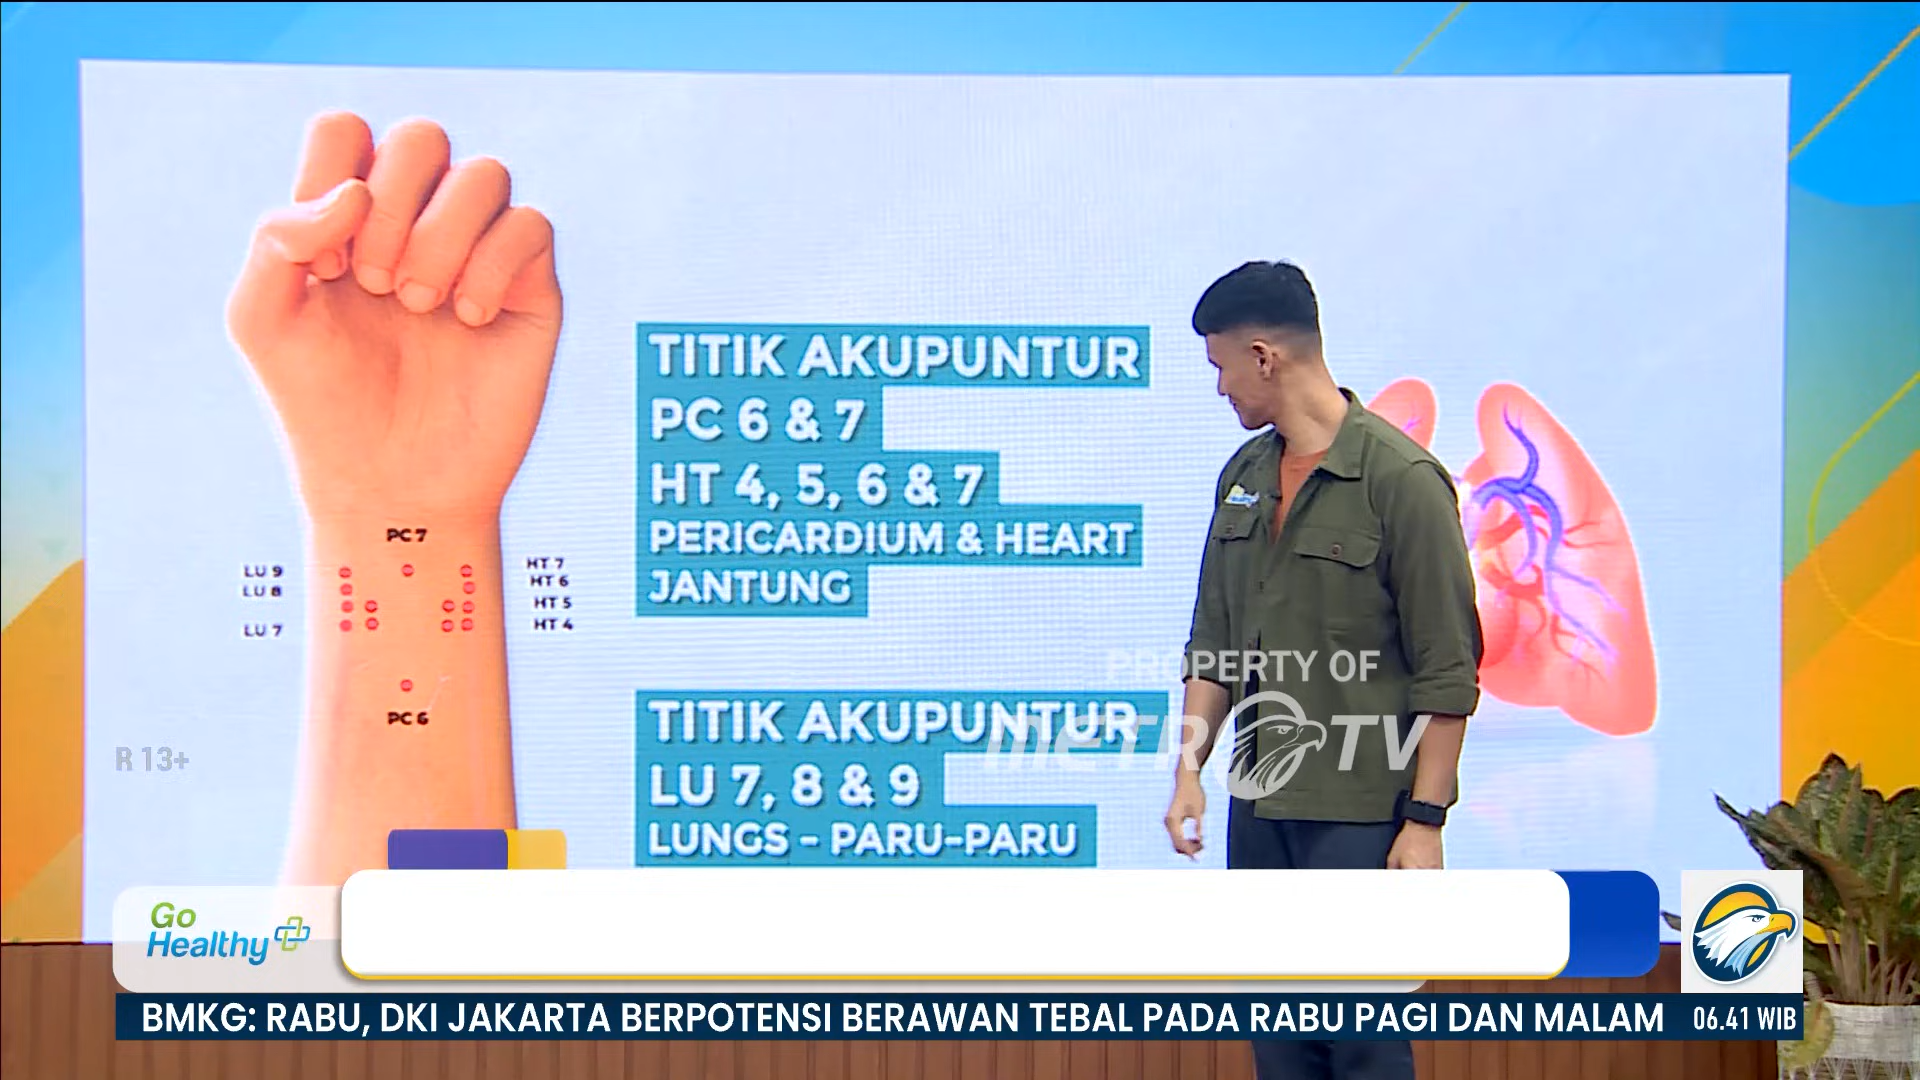 TITIK AKUPUNTUR
PC 6 & 7
HT 4, 5, 6 & 7
PERICARDIUM & HEART
JANTUNG
PC 7
LU 9
LU 8
LU 7
HT 7
HT 6
HT 5
HT 4
PC 6
TITIK AKUPUNTUR
LU 7, 8 & 9
LUNGS - PARU-PARU
PROPERTY OF
METRO TV
R 13+
Go
Healthy
BMKG: RABU, DKI JAKARTA BERPOTENSI BERAWAN TEBAL PADA RABU PAGI DAN MALAM
06.41 WIB